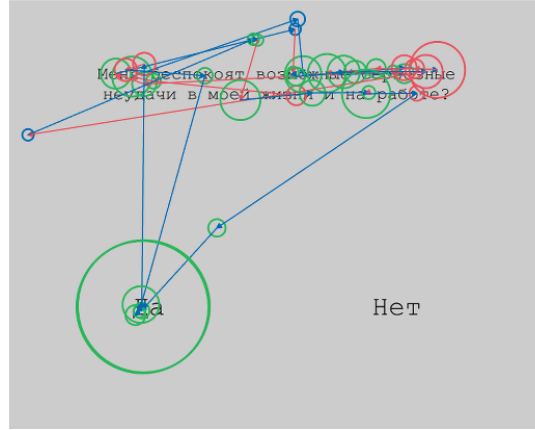 Меня беспокоят возможные серьезные
неудачи в моей жизни и на работе?
Да Нет